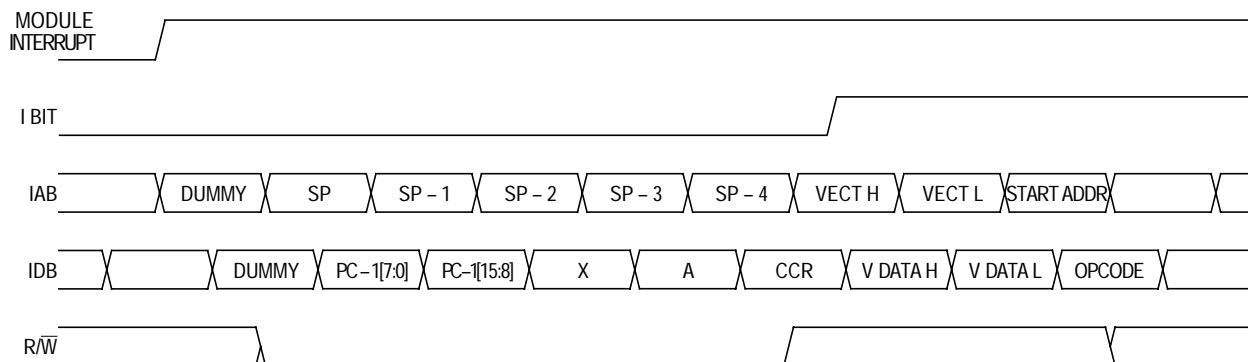 MODULE
INTERRUPT
I BIT
IAB DUMMY SP SP – 1 SP – 2 SP – 3 SP – 4 VECT H VECT L START ADDR
IDB DUMMY PC – 1[7:0] PC–1[15:8] X A CCR V DATA H V DATA L OPCODE
R/W̅